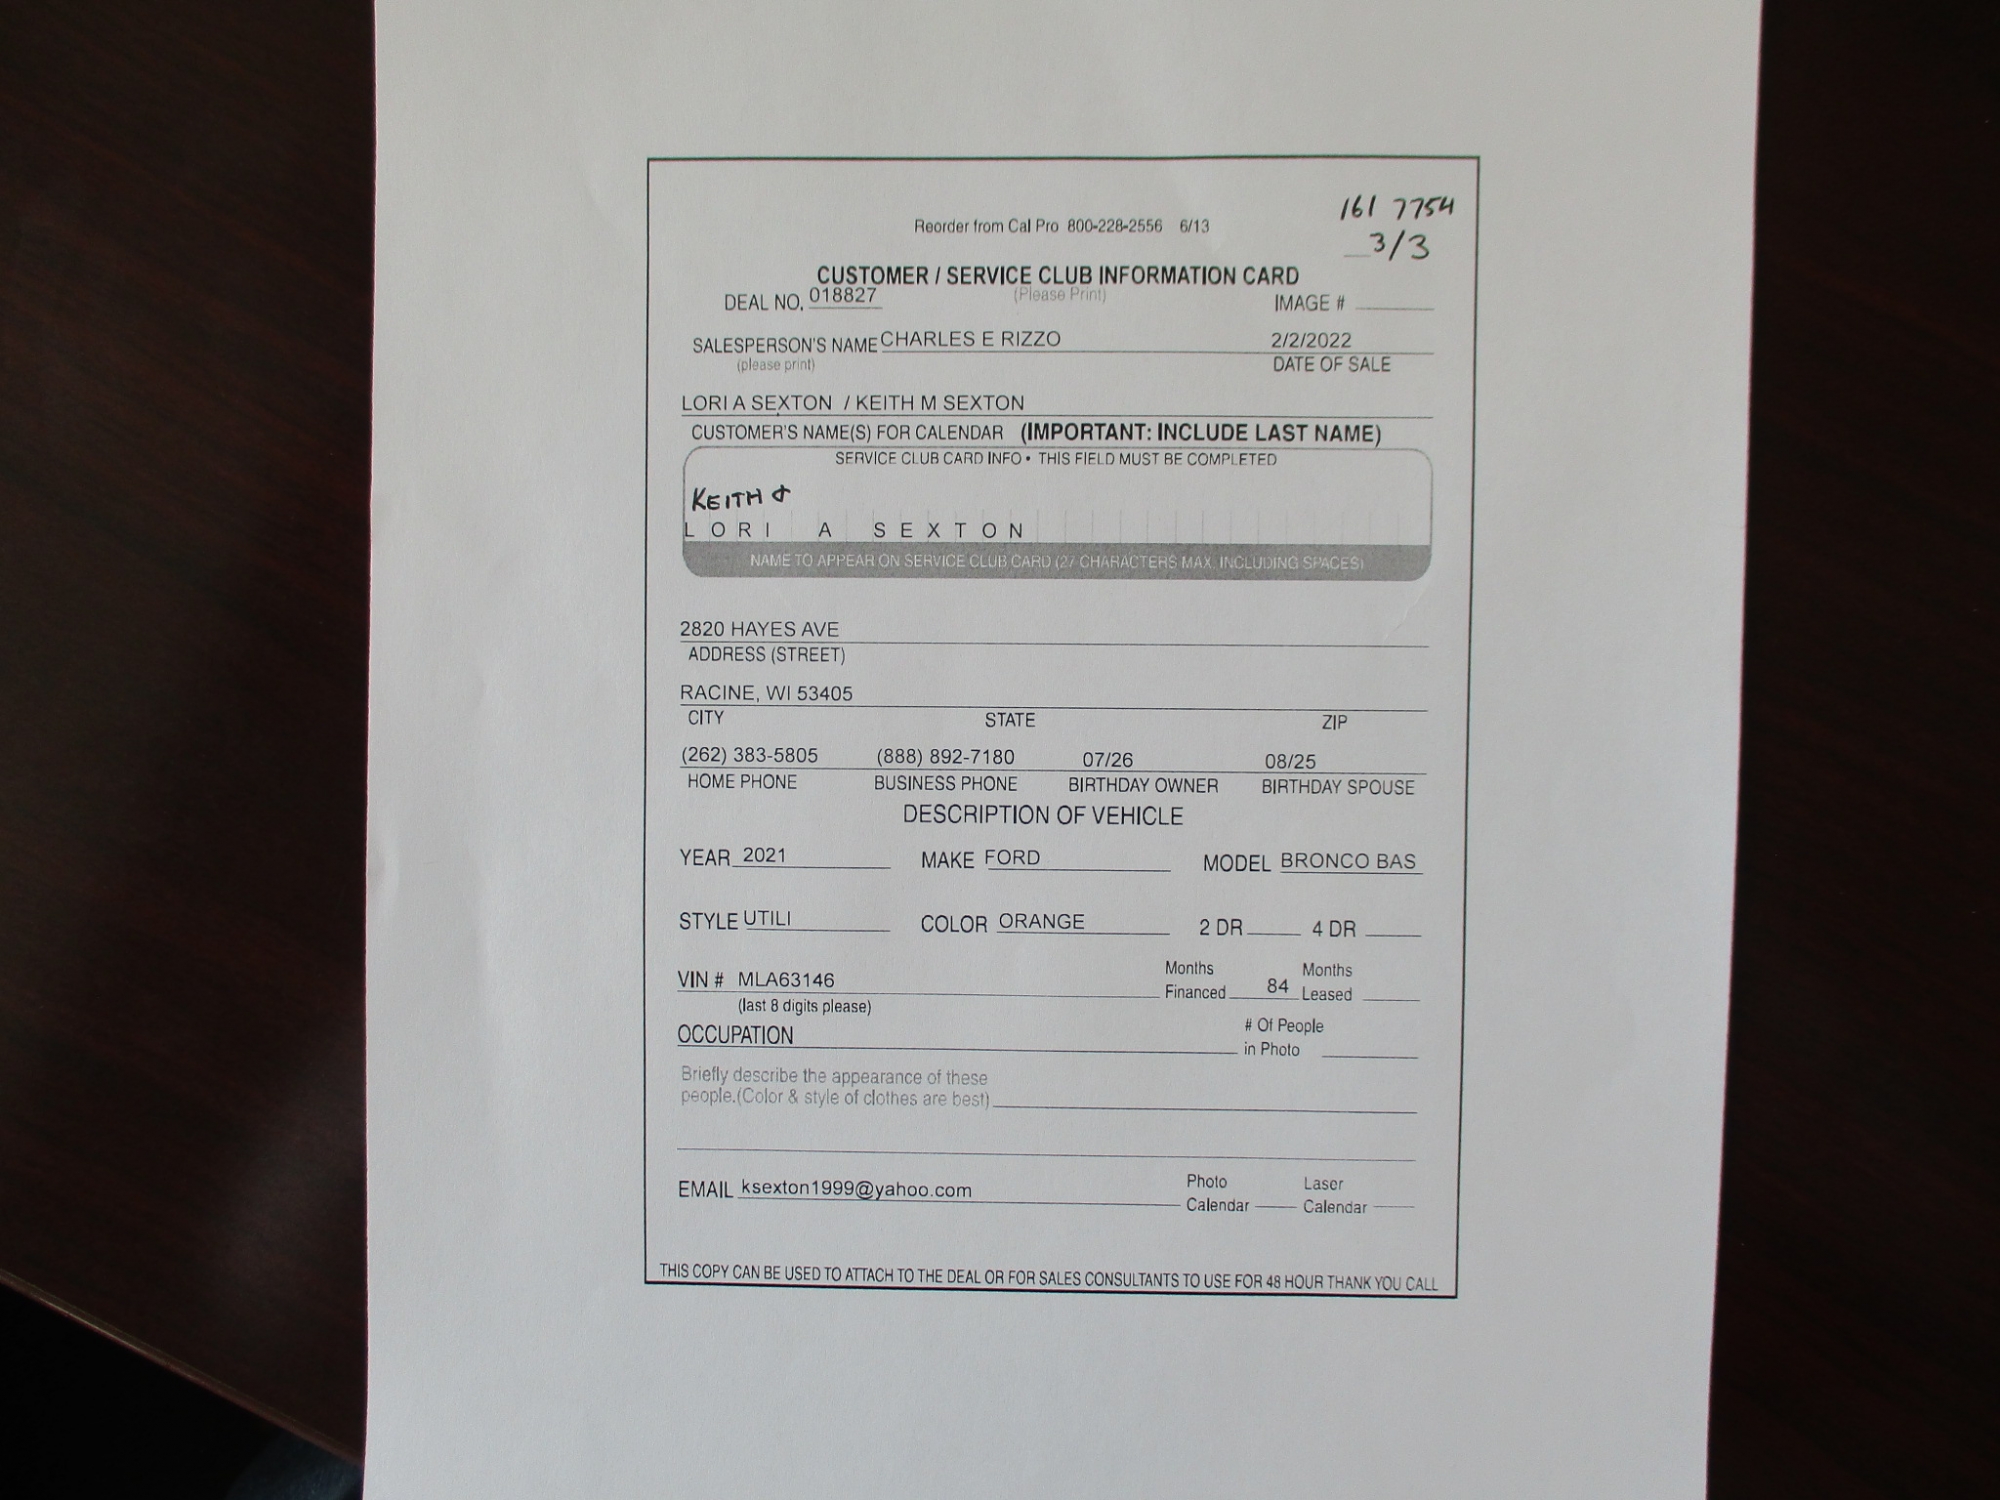 161 7754
Reorder from Cal Pro 800-228-2556 6/13
3/3
CUSTOMER / SERVICE CLUB INFORMATION CARD
DEAL NO. 018827 (Please Print) IMAGE #
SALESPERSON'S NAME CHARLES E RIZZO 2/2/2022
(please print) DATE OF SALE
LORI A SEXTON / KEITH M SEXTON
CUSTOMER'S NAME(S) FOR CALENDAR (IMPORTANT: INCLUDE LAST NAME)
SERVICE CLUB CARD INFO • THIS FIELD MUST BE COMPLETED
KEITH &
LORI A SEXTON
NAME TO APPEAR ON SERVICE CLUB CARD (27 CHARACTERS MAX. INCLUDING SPACES)
2820 HAYES AVE
ADDRESS (STREET)
RACINE, WI 53405
CITY STATE ZIP
(262) 383-5805 (888) 892-7180 07/26 08/25
HOME PHONE BUSINESS PHONE BIRTHDAY OWNER BIRTHDAY SPOUSE
DESCRIPTION OF VEHICLE
YEAR 2021 MAKE FORD MODEL BRONCO BAS
STYLE UTILI COLOR ORANGE 2 DR 4 DR
Months Months
VIN # MLA63146 Financed 84 Leased
(last 8 digits please)
# Of People
OCCUPATION in Photo
Briefly describe the appearance of these
people.(Color & style of clothes are best)
Photo Laser
EMAIL ksexton1999@yahoo.com Calendar Calendar
THIS COPY CAN BE USED TO ATTACH TO THE DEAL OR FOR SALES CONSULTANTS TO USE FOR 48 HOUR THANK YOU CALL